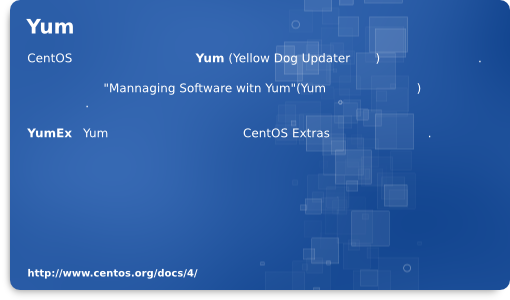 Yum
CentOS Yum (Yellow Dog Updater )
"Mannaging Software witn Yum"(Yum )
.
YumEx Yum CentOS Extras .
http://www.centos.org/docs/4/